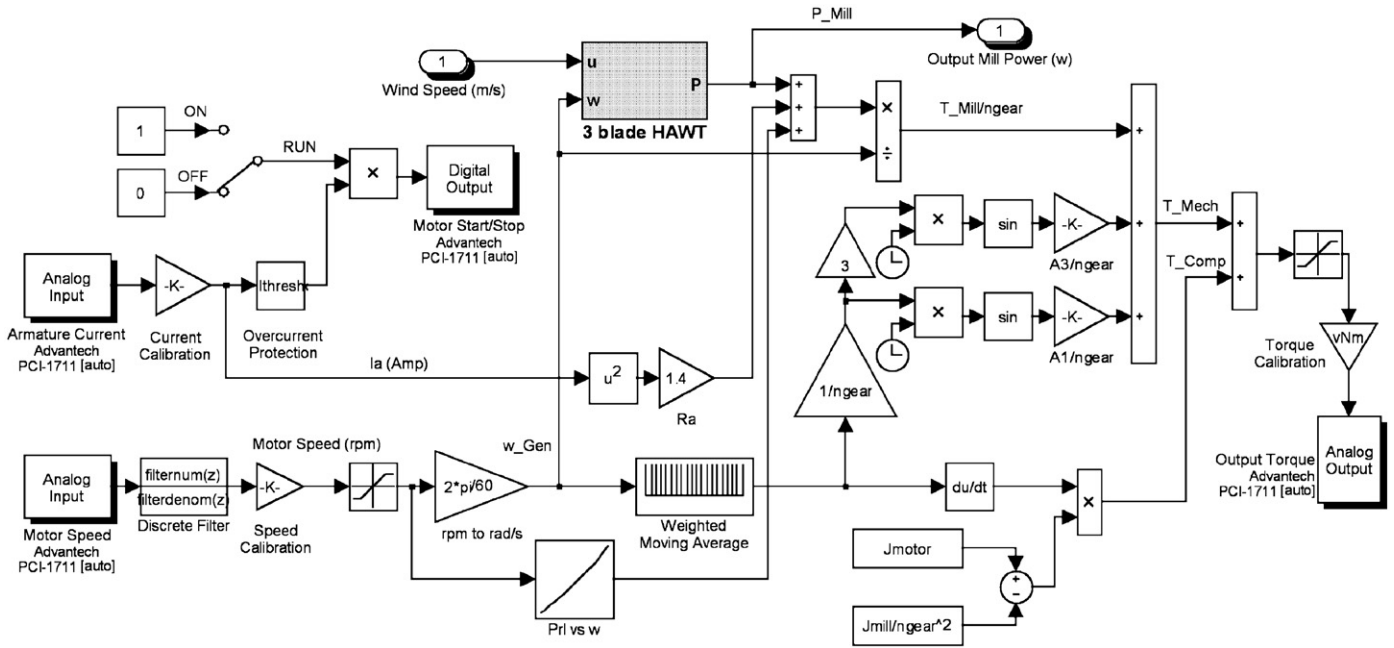 P_Mill
1
Output Mill Power (w)
1
Wind Speed (m/s)
u
w
P
3 blade HAWT
+
+
+
×
÷
T_Mill/ngear
1
ON
0
OFF
RUN
×
Digital
Output
Motor Start/Stop
Advantech
PCI-1711 [auto]
Analog
Input
Armature Current
Advantech
PCI-1711 [auto]
-K-
Current
Calibration
Ithresh
Overcurrent
Protection
Ia (Amp)
u²
1.4
Ra
3
×
sin
-K-
A3/ngear
×
sin
-K-
A1/ngear
1/ngear
+
+
+
T_Mech
T_Comp
+
+
vNm
Torque
Calibration
Analog
Output
Output Torque
Advantech
PCI-1711 [auto]
Analog
Input
Motor Speed
Advantech
PCI-1711 [auto]
filternum(z)
filterdenom(z)
Discrete Filter
-K-
Speed
Calibration
Motor Speed (rpm)
2*pi/60
rpm to rad/s
w_Gen
Weighted
Moving Average
Prl vs w
du/dt
×
Jmotor
+
−
Jmill/ngear^2